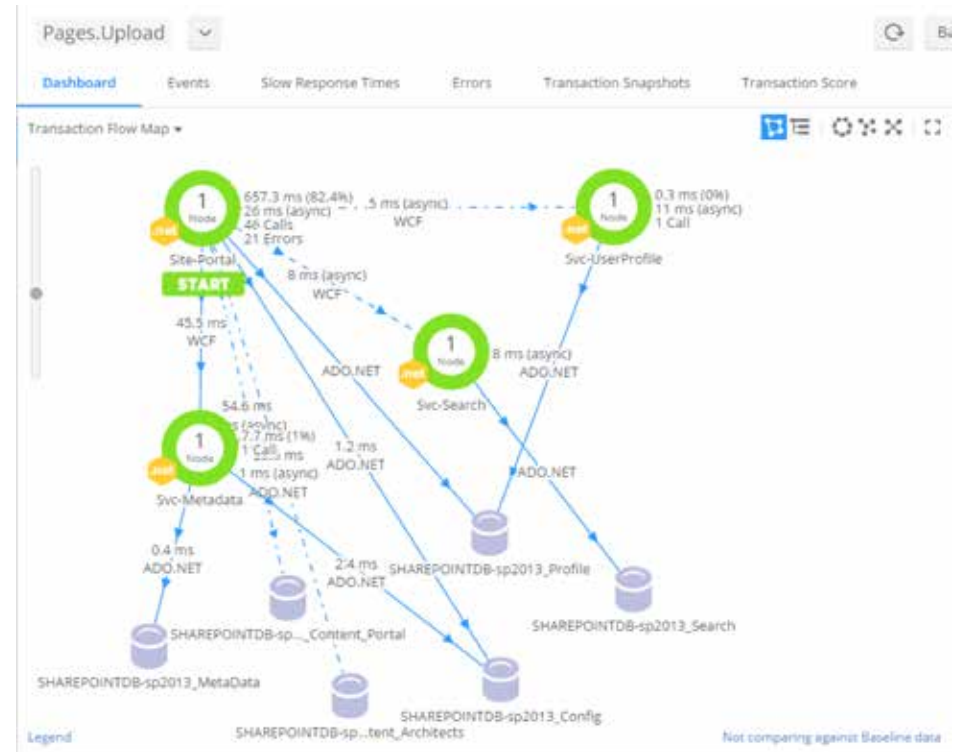 Pages.Upload
Dashboard
Events
Slow Response Times
Errors
Transaction Snapshots
Transaction Score
Transaction Flow Map
1
Node
.net
657.3 ms (82.4%)
26 ms (async)
46 Calls
21 Errors
.5 ms (async)
WCF
1
Node
.net
0.3 ms (0%)
11 ms (async)
1 Call
Site-Portal
START
Svc-UserProfile
8 ms (async)
WCF
45.5 ms
WCF
1
Node
.net
8 ms (async)
ADO.NET
ADO.NET
Svc-Search
54.6 ms
(async)
7.7 ms (1%)
1 Call
ms
1 ms (async)
ADO.NET
1
Node
.net
Svc-Metadata
1.2 ms
ADO.NET
ADO.NET
0.4 ms
ADO.NET
2.4 ms
ADO.NET
SHAREPOINTDB-sp2013_Profile
SHAREPOINTDB-sp..._Content_Portal
SHAREPOINTDB-sp2013_Search
SHAREPOINTDB-sp2013_MetaData
SHAREPOINTDB-sp2013_Config
SHAREPOINTDB-sp...tent_Architects
Legend
Not comparing against Baseline data